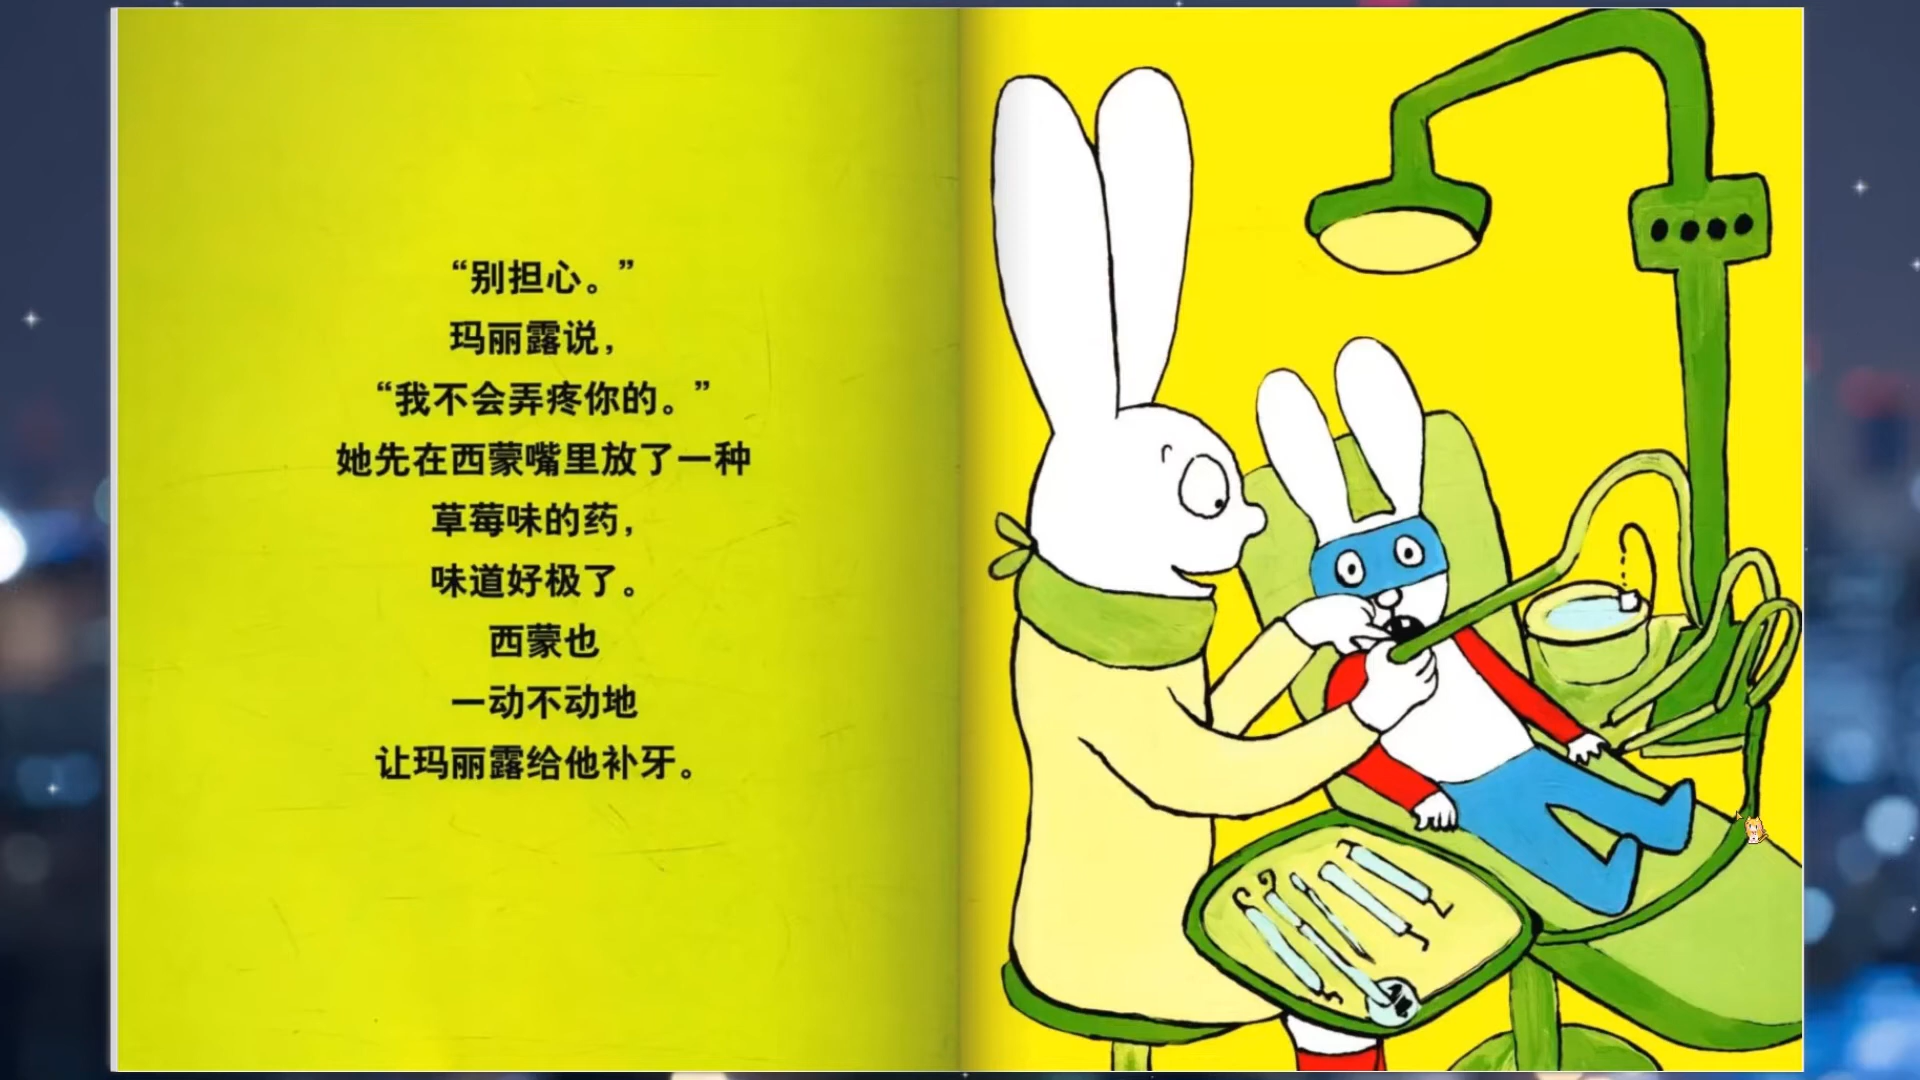 “别担心。”
玛丽露说，
“我不会弄疼你的。”
她先在西蒙嘴里放了一种
草莓味的药，
味道好极了。
西蒙也
一动不动地
让玛丽露给他补牙。